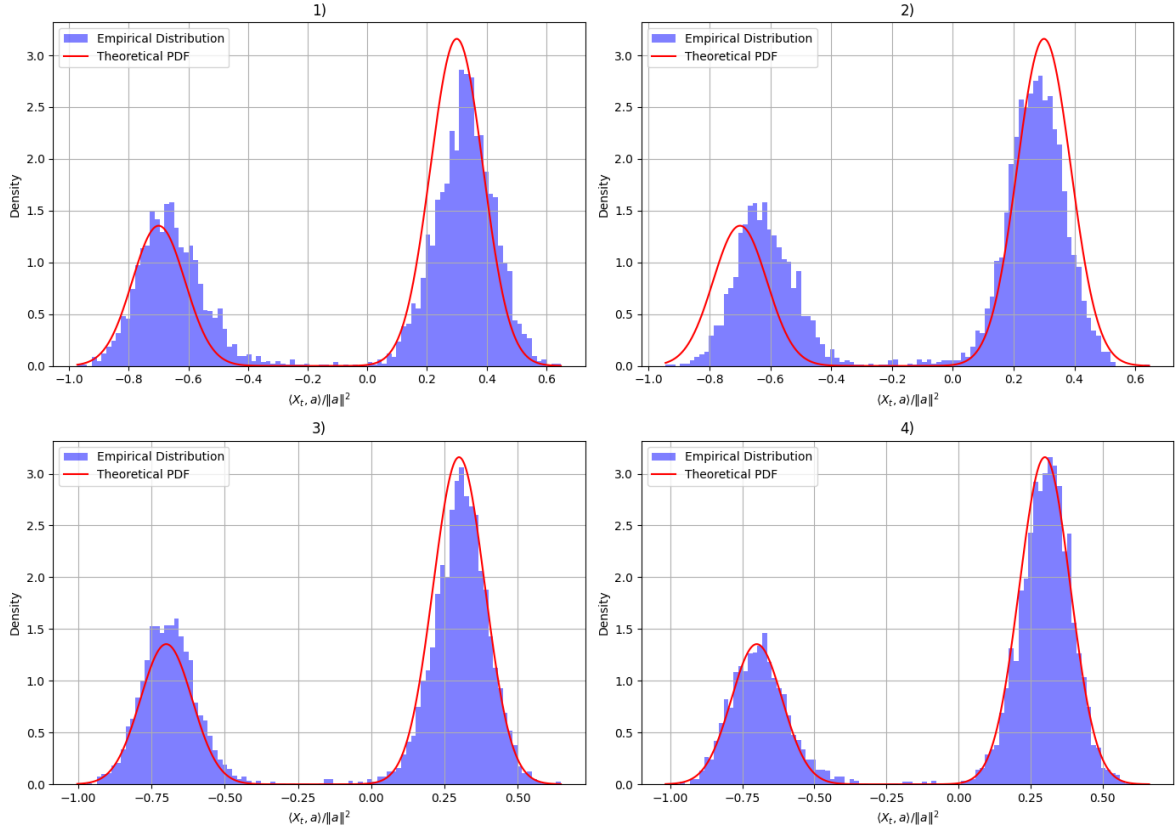 1)
Empirical Distribution
Theoretical PDF
Density
3.0
2.5
2.0
1.5
1.0
0.5
0.0
−1.0 −0.8 −0.6 −0.4 −0.2 0.0 0.2 0.4 0.6
⟨X_t, a⟩/‖a‖²
2)
Empirical Distribution
Theoretical PDF
Density
3.0
2.5
2.0
1.5
1.0
0.5
0.0
−1.0 −0.8 −0.6 −0.4 −0.2 0.0 0.2 0.4 0.6
⟨X_t, a⟩/‖a‖²
3)
Empirical Distribution
Theoretical PDF
Density
3.0
2.5
2.0
1.5
1.0
0.5
0.0
−1.00 −0.75 −0.50 −0.25 0.00 0.25 0.50
⟨X_t, a⟩/‖a‖²
4)
Empirical Distribution
Theoretical PDF
Density
3.0
2.5
2.0
1.5
1.0
0.5
0.0
−1.00 −0.75 −0.50 −0.25 0.00 0.25 0.50
⟨X_t, a⟩/‖a‖²